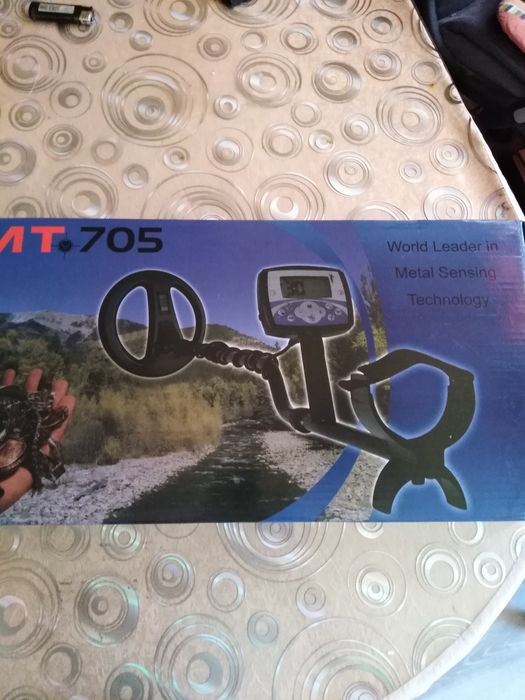 MT-705
World Leader in
Metal Sensing
Technology